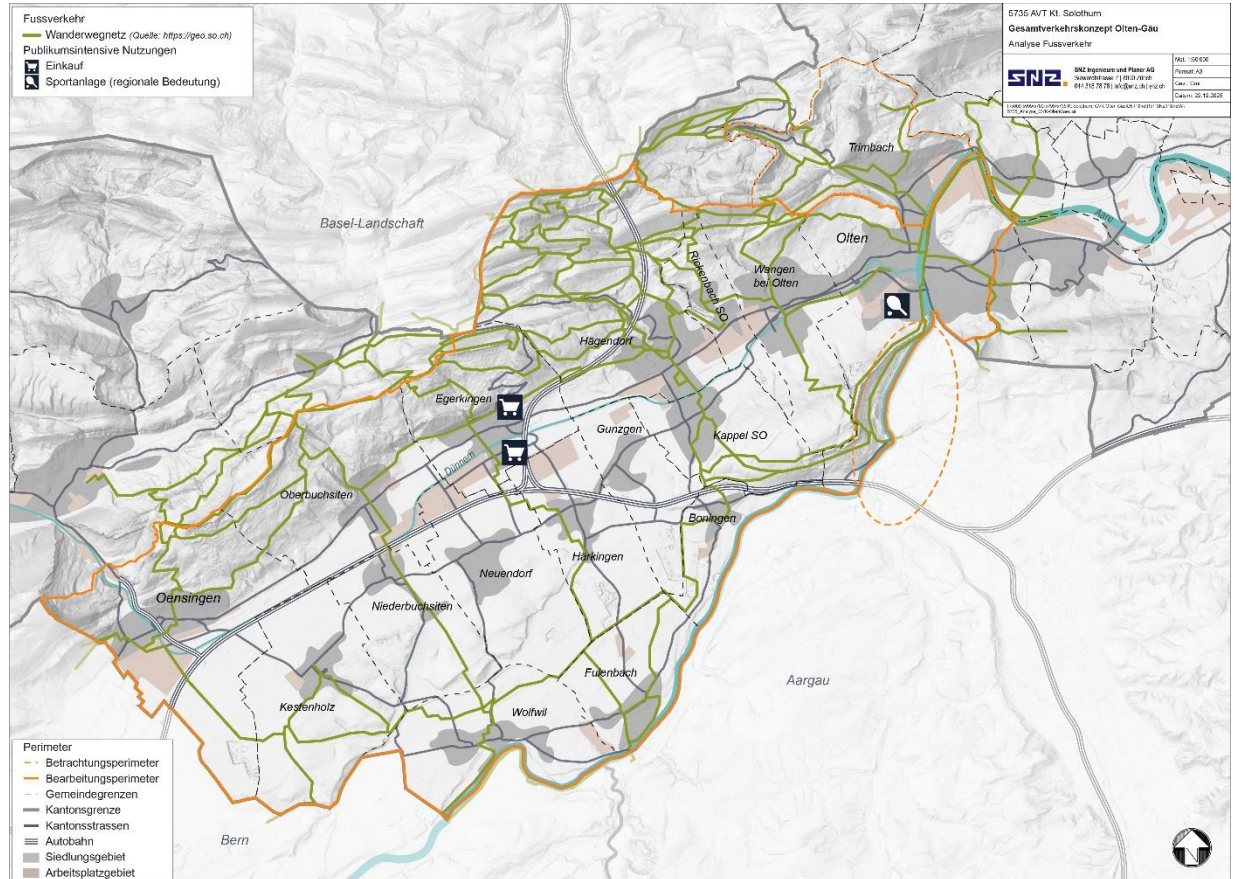 Fussverkehr
Wanderwegnetz (Quelle: https://geo.so.ch)
Publikumsintensive Nutzungen
Einkauf
Sportanlage (regionale Bedeutung)
5735 AVT Kt. Solothurn
Gesamtverkehrskonzept Olten-Gäu
Analyse Fussverkehr
SNZ.
SNZ Ingenieure und Planer AG
Format: A3
Trimbach
Basel-Landschaft
Aare
Olten
Rickenbach SO
Wangen
bei Olten
Hägendorf
Egerkingen
Gunzgen
Kappel SO
Dünnern
Oberbuchsiten
Boningen
Härkingen
Neuendorf
Oensingen
Niederbuchsiten
Fulenbach
Aargau
Kestenholz
Wolfwil
Bern
Perimeter
Betrachtungsperimeter
Bearbeitungsperimeter
Gemeindegrenzen
Kantonsgrenze
Kantonsstrassen
Autobahn
Siedlungsgebiet
Arbeitsplatzgebiet
N